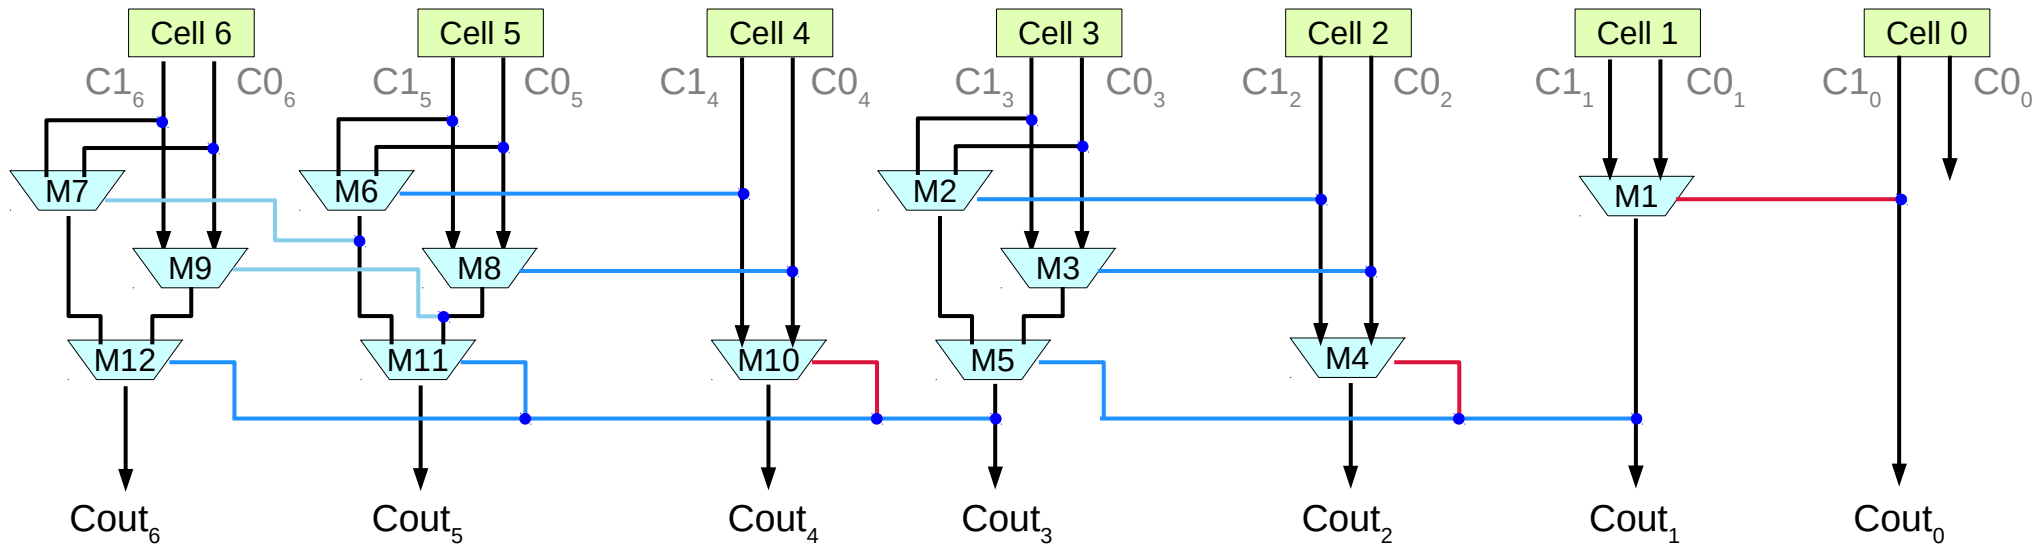 Cell 6 Cell 5 Cell 4 Cell 3 Cell 2 Cell 1 Cell 0
C1₆ C0₆ C1₅ C0₅ C1₄ C0₄ C1₃ C0₃ C1₂ C0₂ C1₁ C0₁ C1₀ C0₀
M7 M6 M2 M1
M9 M8 M3
M12 M11 M10 M5 M4
Cout₆ Cout₅ Cout₄ Cout₃ Cout₂ Cout₁ Cout₀